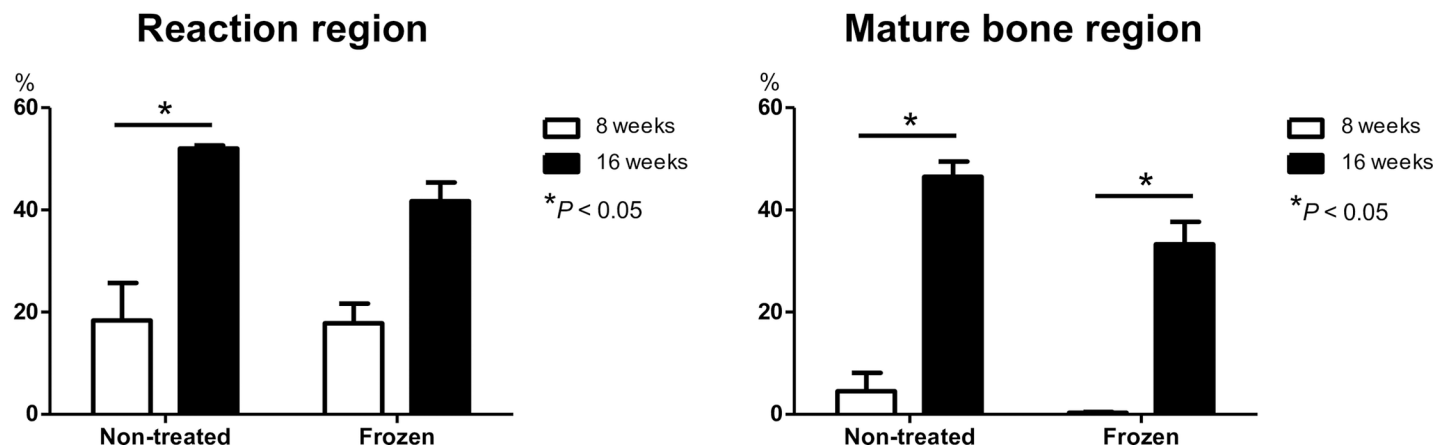 Reaction region
%
60
40
20
0
*
Non-treated
Frozen
8 weeks
16 weeks
*P < 0.05
Mature bone region
%
60
40
20
0
*
*
Non-treated
Frozen
8 weeks
16 weeks
*P < 0.05